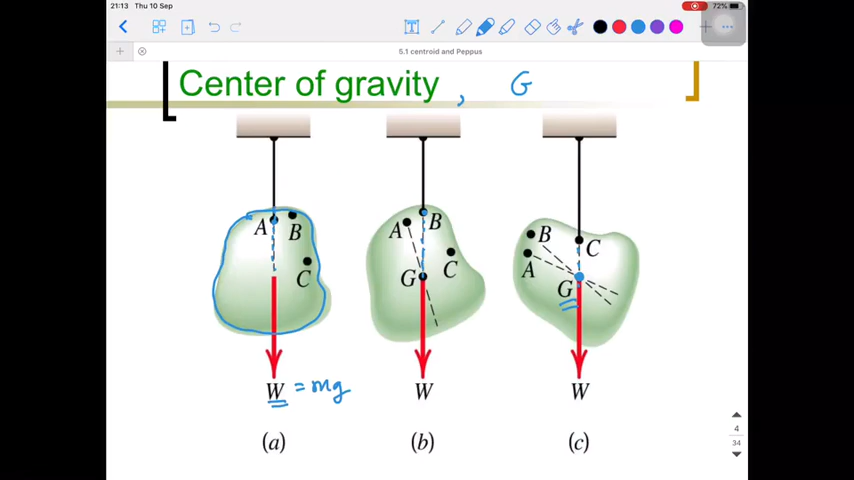 21:13 Thu 10 Sep
72%
5.1 centroid and Peppus
Center of gravity , G
A B C
A B G C
B A C G
W = mg
W
W
4
34
(a)
(b)
(c)